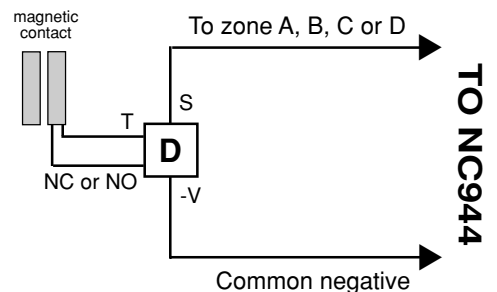 magnetic
contact
To zone A, B, C or D
S
T
D
NC or NO
-V
Common negative
TO NC944